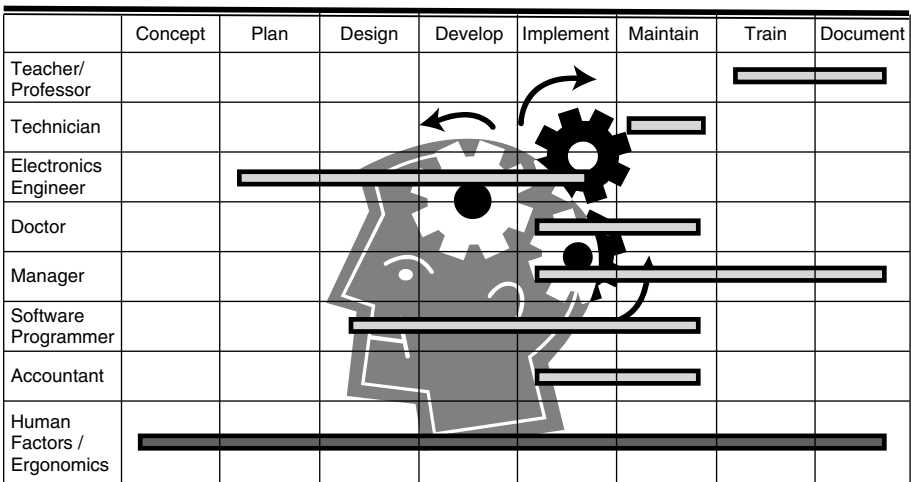 Concept Plan Design Develop Implement Maintain Train Document
Teacher/
Professor
Technician
Electronics
Engineer
Doctor
Manager
Software
Programmer
Accountant
Human
Factors /
Ergonomics